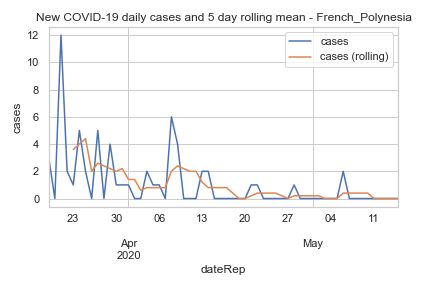 New COVID-19 daily cases and 5 day rolling mean - French_Polynesia
cases
cases (rolling)
cases
12
10
8
6
4
2
0
23 30 06 13 20 27 04 11
Apr May
2020
dateRep